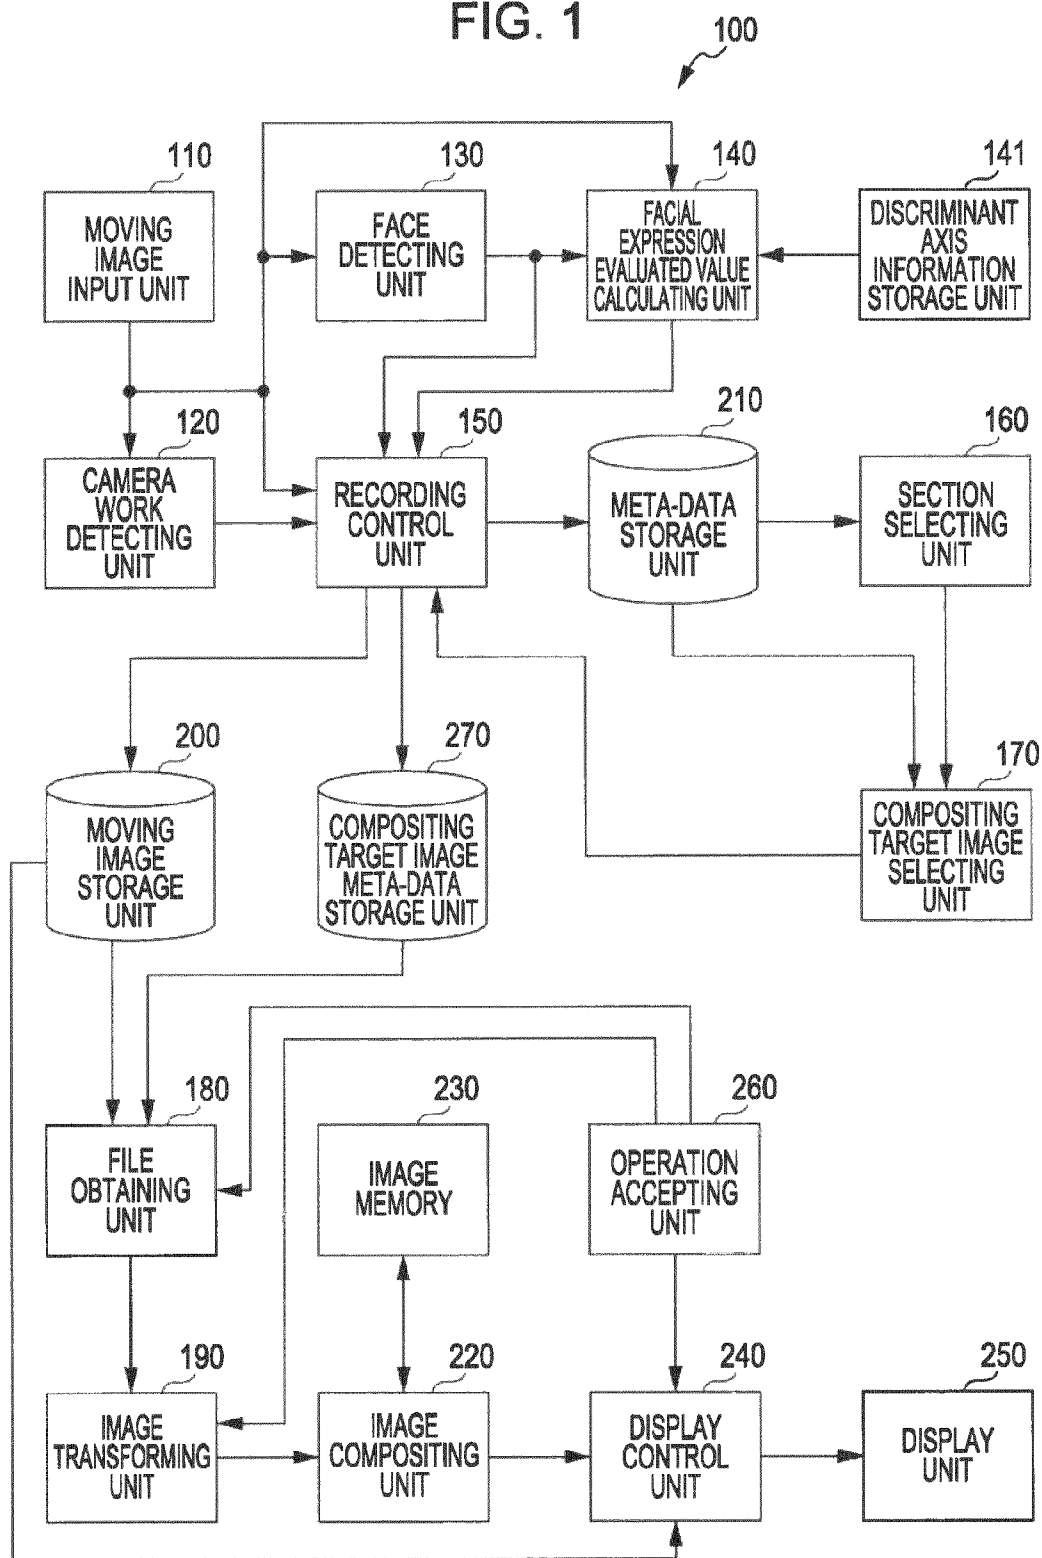 FIG. 1
100
110
MOVING
IMAGE
INPUT UNIT
130
FACE
DETECTING
UNIT
140
FACIAL
EXPRESSION
EVALUATED VALUE
CALCULATING UNIT
141
DISCRIMINANT
AXIS
INFORMATION
STORAGE UNIT
120
CAMERA
WORK
DETECTING
UNIT
150
RECORDING
CONTROL
UNIT
210
META-DATA
STORAGE
UNIT
160
SECTION
SELECTING
UNIT
200
MOVING
IMAGE
STORAGE
UNIT
270
COMPOSITING
TARGET IMAGE
META-DATA
STORAGE UNIT
170
COMPOSITING
TARGET IMAGE
SELECTING
UNIT
180
FILE
OBTAINING
UNIT
230
IMAGE
MEMORY
260
OPERATION
ACCEPTING
UNIT
190
IMAGE
TRANSFORMING
UNIT
220
IMAGE
COMPOSITING
UNIT
240
DISPLAY
CONTROL
UNIT
250
DISPLAY
UNIT